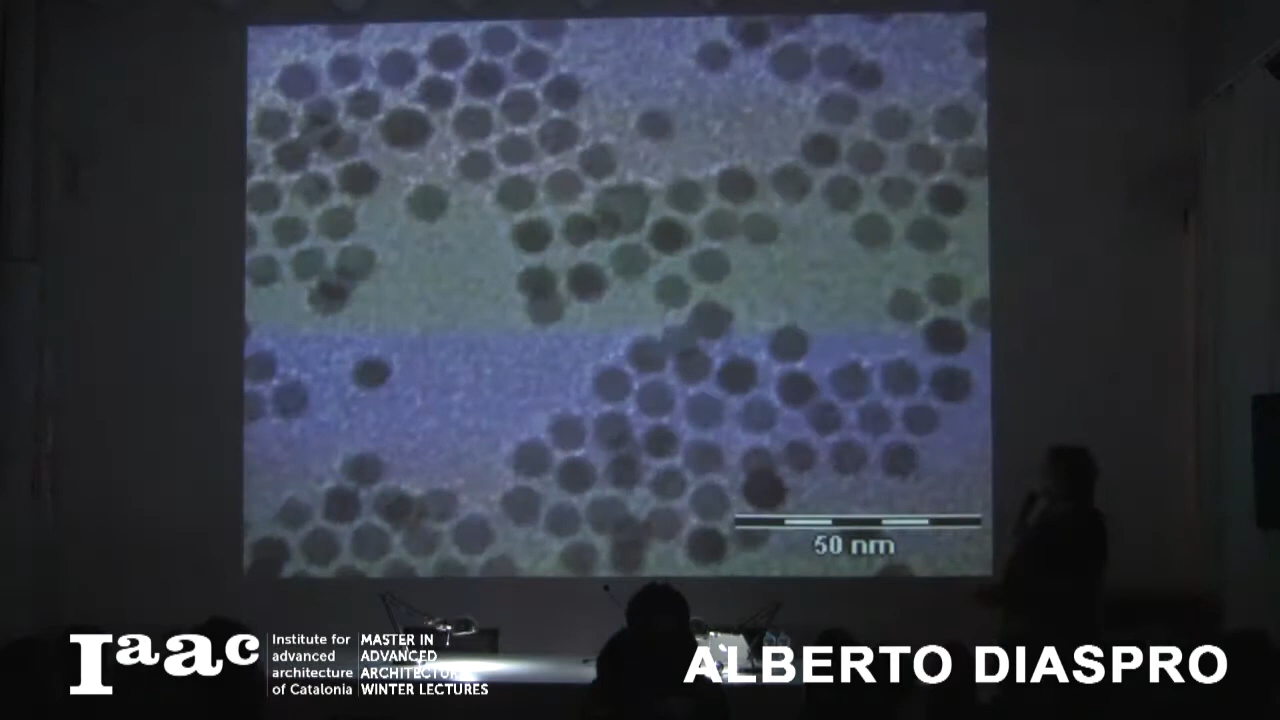 50 nm
Iaac
Institute for
advanced
architecture
of Catalonia
MASTER IN
ADVANCED
ARCHITECTURE
WINTER LECTURES
ALBERTO DIASPRO